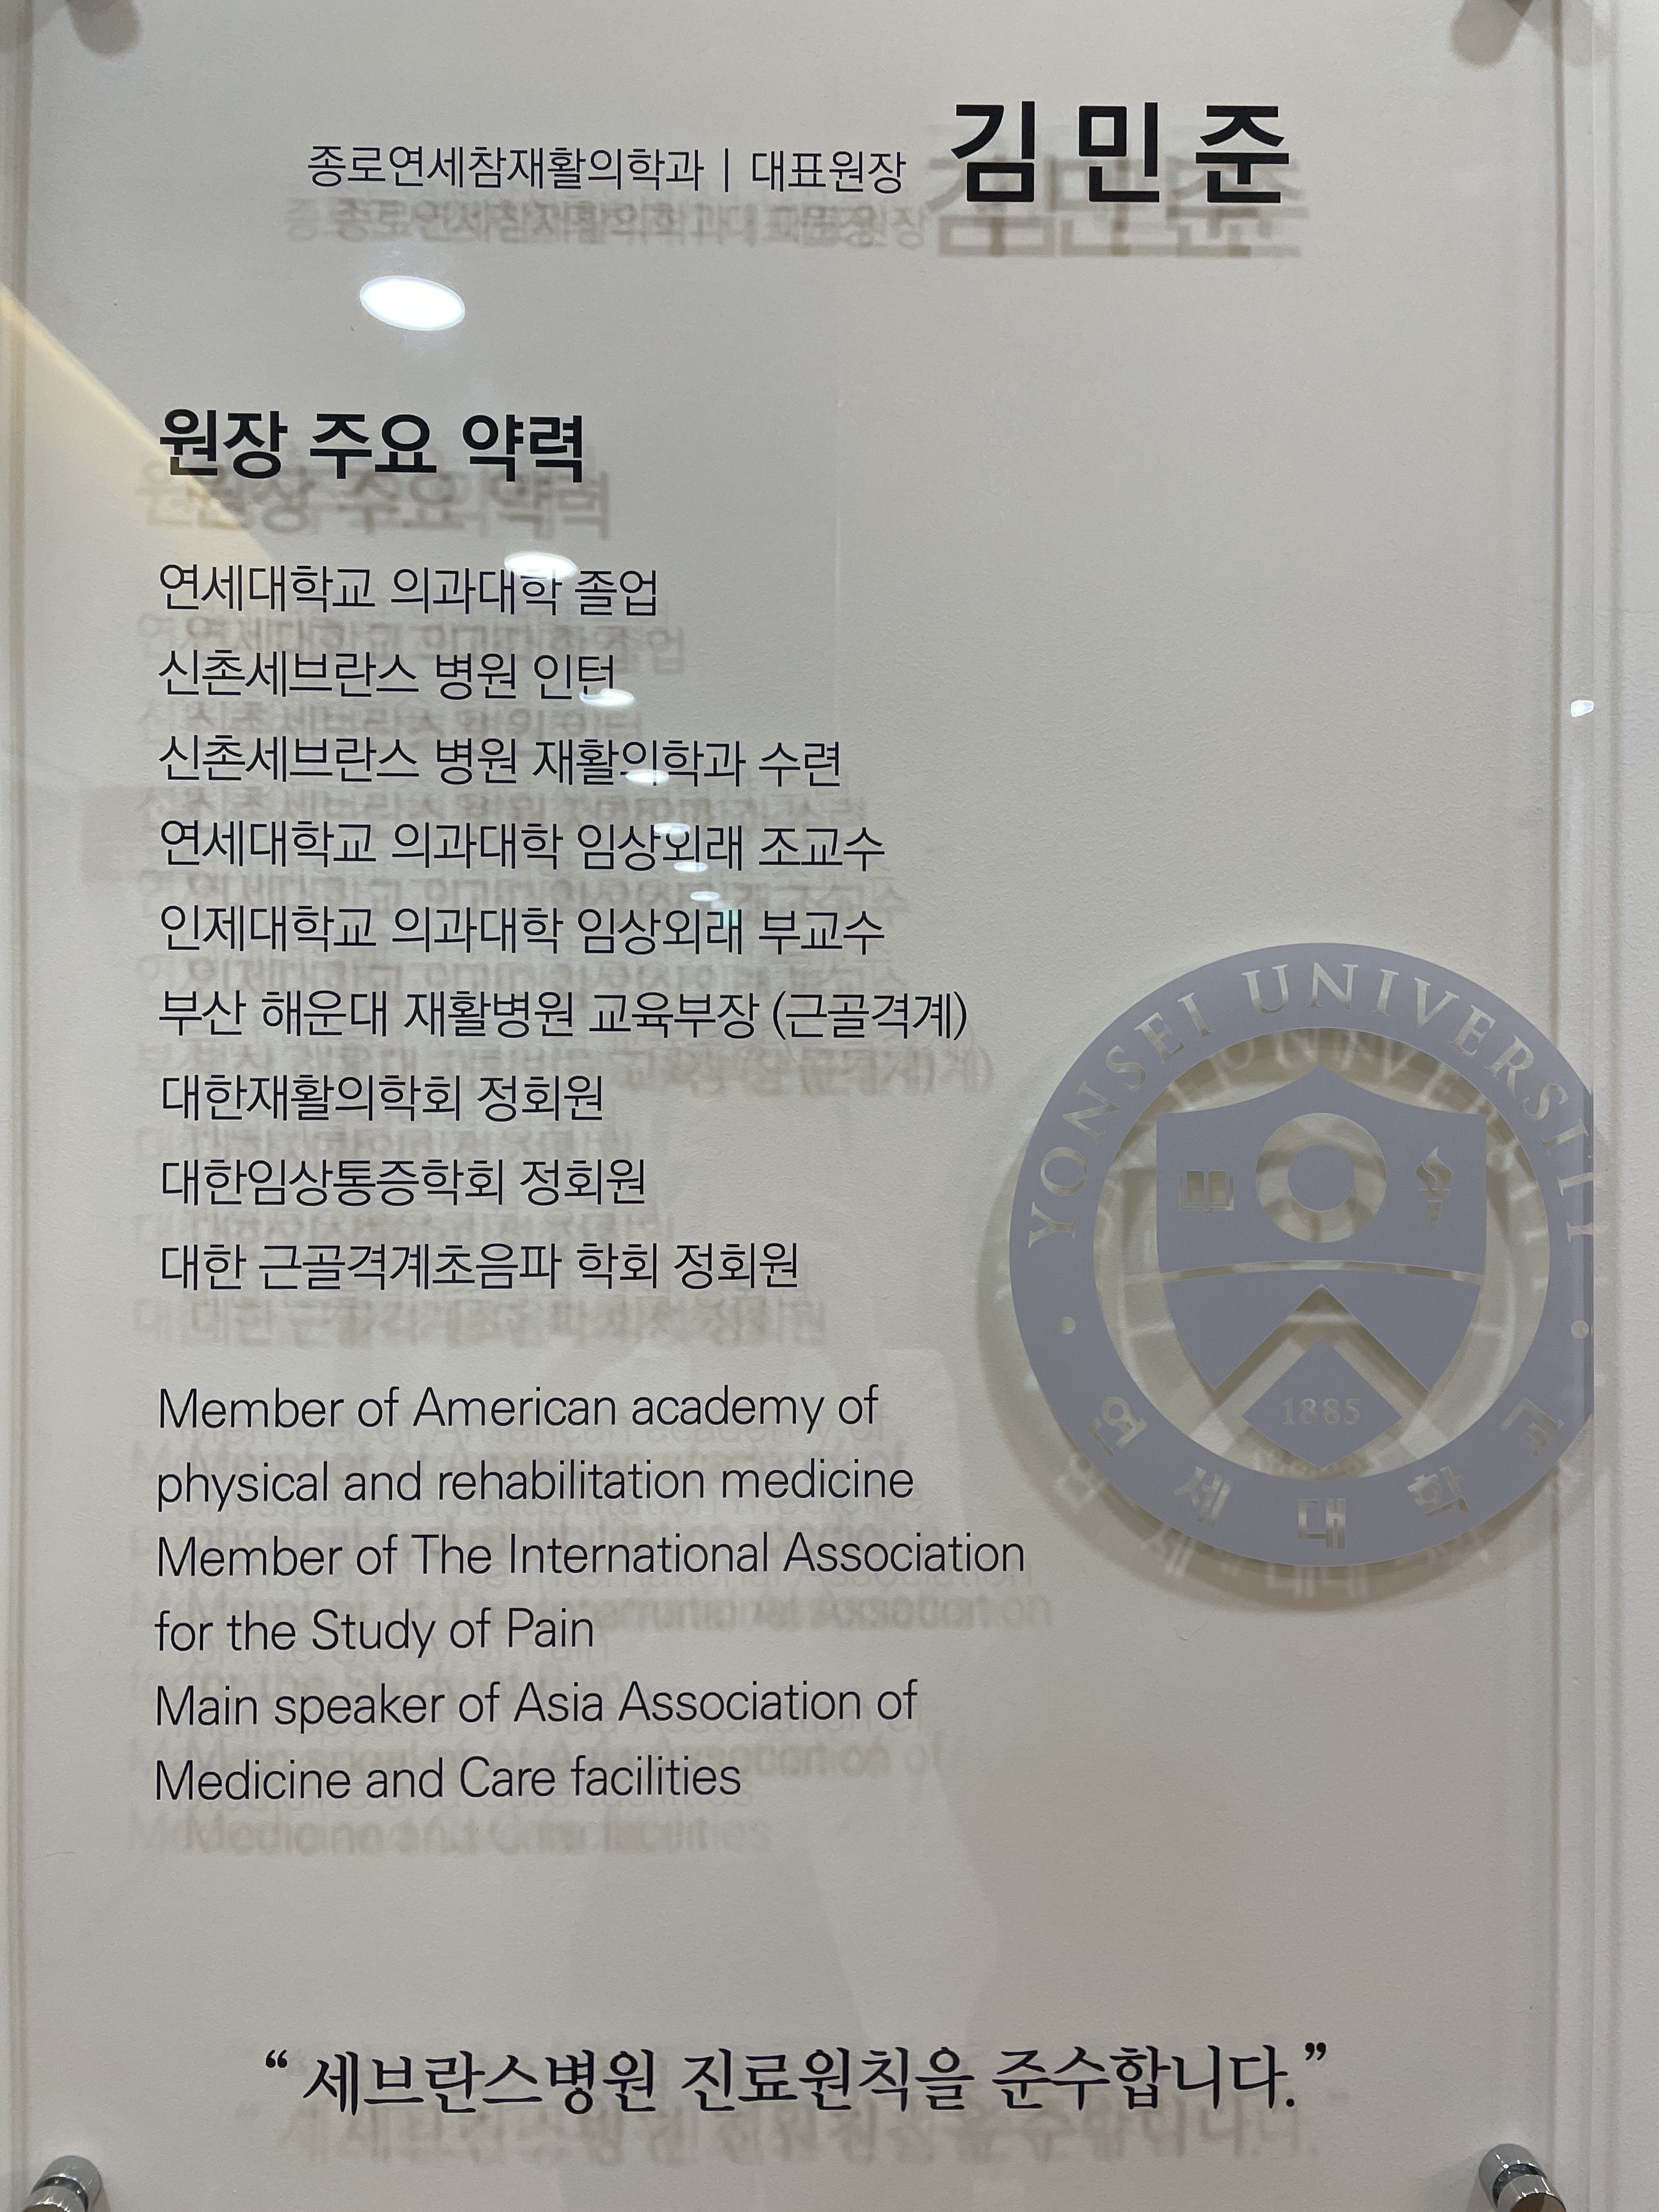 종로연세참재활의학과 | 대표원장 김민준
원장 주요 약력
연세대학교 의과대학 졸업
신촌세브란스 병원 인턴
신촌세브란스 병원 재활의학과 수련
연세대학교 의과대학 임상외래 조교수
인제대학교 의과대학 임상외래 부교수
부산 해운대 재활병원 교육부장 (근골격계)
대한재활의학회 정회원
대한임상통증학회 정회원
대한 근골격계초음파 학회 정회원
Member of American academy of
physical and rehabilitation medicine
Member of The International Association
for the Study of Pain
Main speaker of Asia Association of
Medicine and Care facilities
YONSEI UNIVERSITY
1885
연세대학교
“세브란스병원 진료원칙을 준수합니다.”